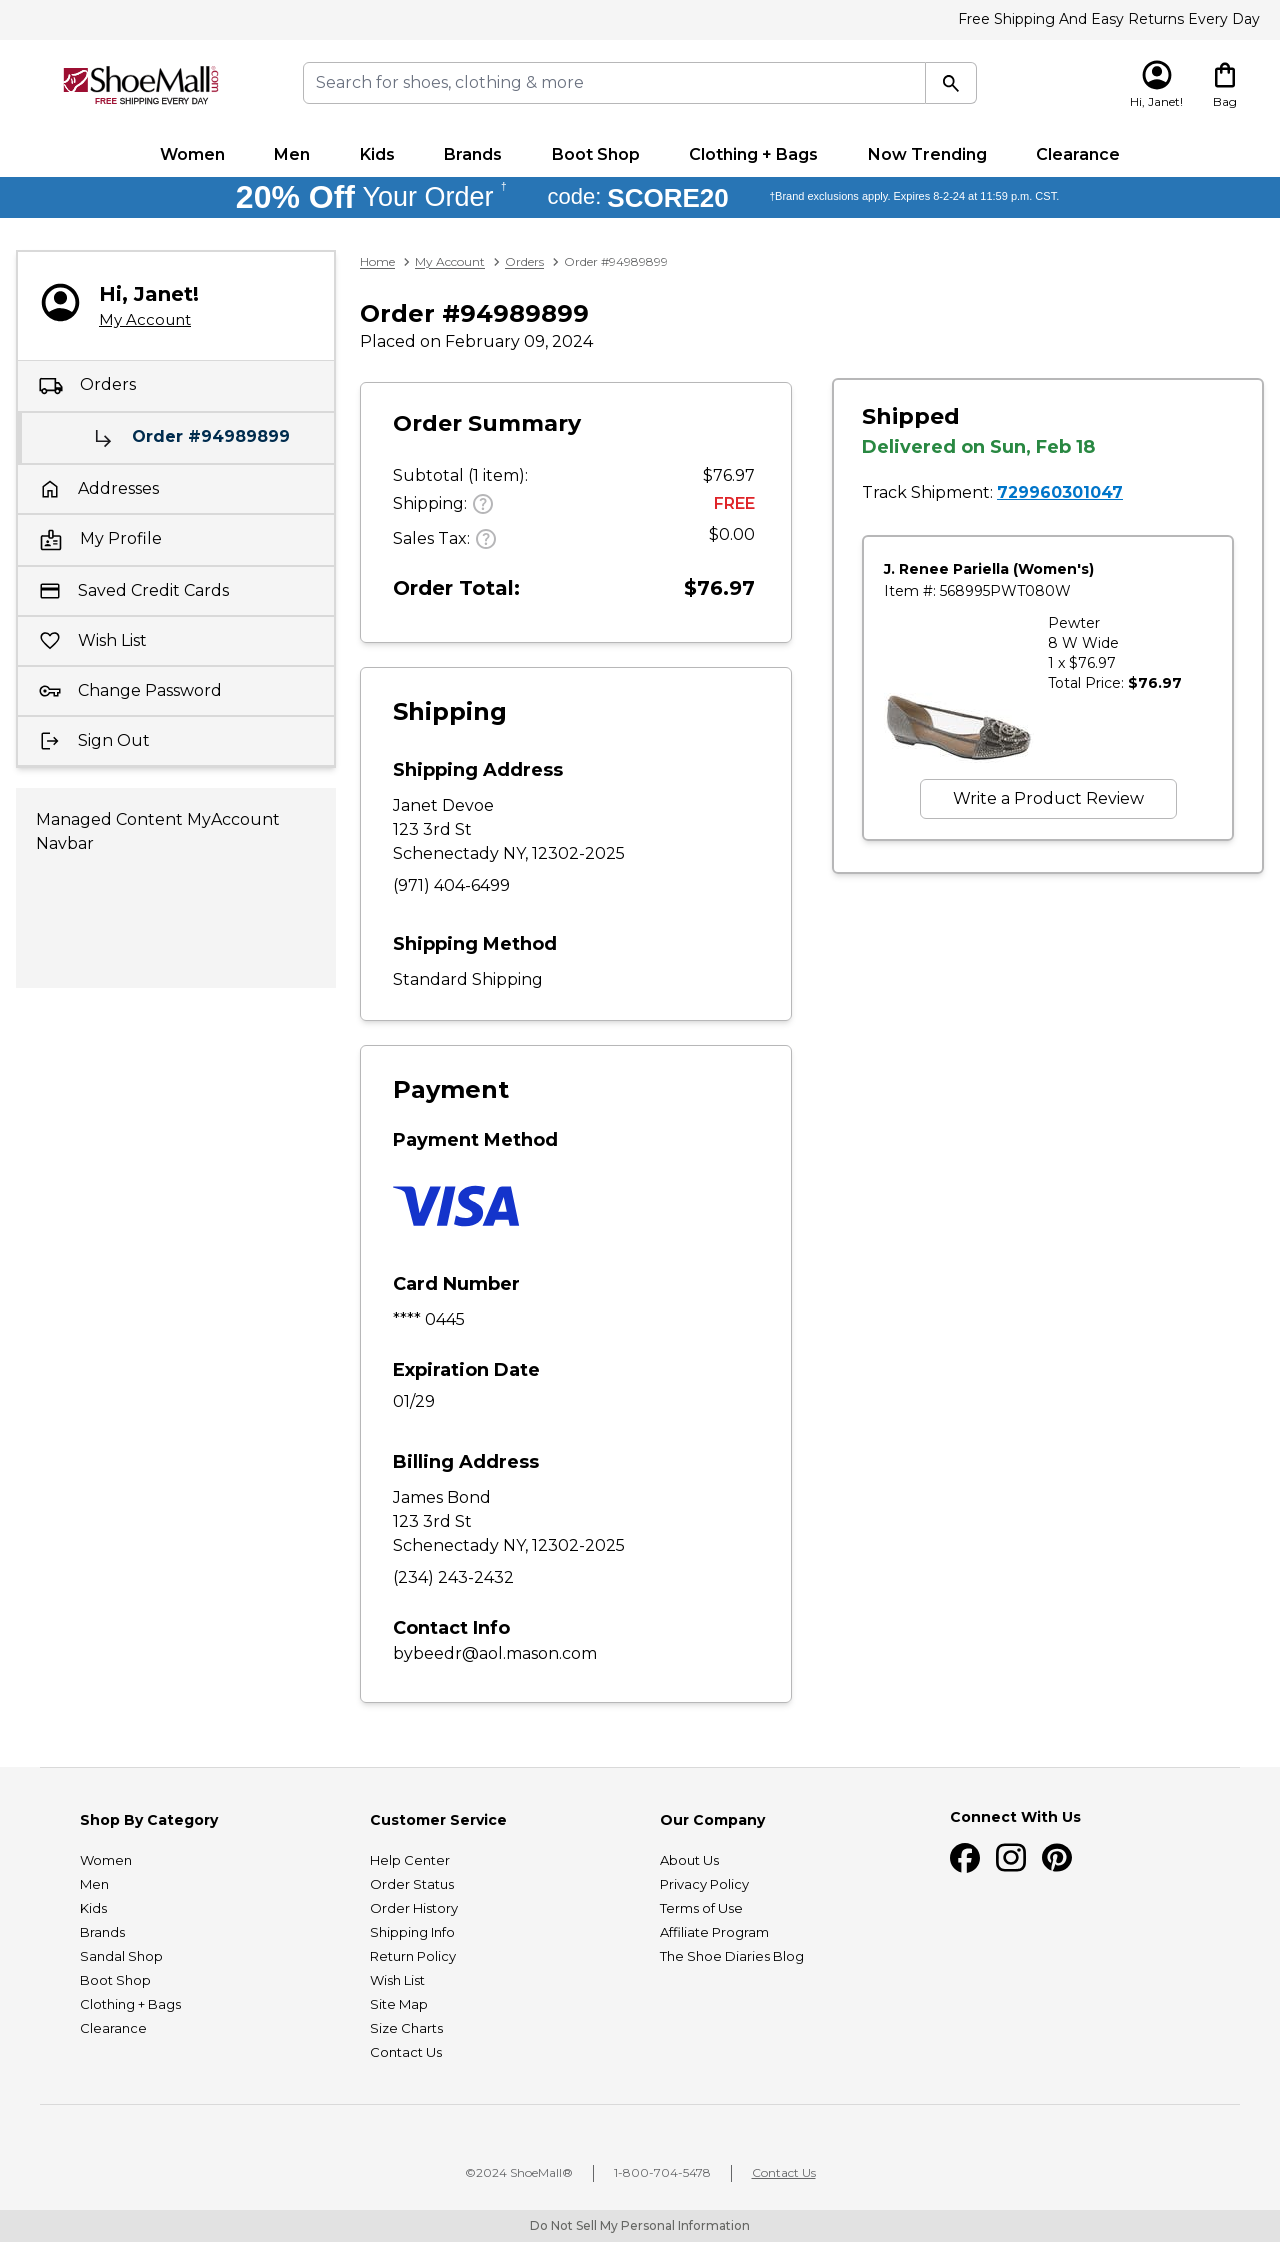 Free Shipping And Easy Returns Every Day
ShoeMall.com
FREE SHIPPING EVERY DAY
Search for shoes, clothing & more
Hi, Janet!
Bag
Women Men Kids Brands Boot Shop Clothing + Bags Now Trending Clearance
20% Off Your Order † code: SCORE20 †Brand exclusions apply. Expires 8-2-24 at 11:59 p.m. CST.
Hi, Janet!
My Account
Orders
Order #94989899
Addresses
My Profile
Saved Credit Cards
Wish List
Change Password
Sign Out
Managed Content MyAccount
Navbar
Home > My Account > Orders > Order #94989899
Order #94989899
Placed on February 09, 2024
Order Summary
Subtotal (1 item): $76.97
Shipping: ? FREE
Sales Tax: ? $0.00
Order Total: $76.97
Shipping
Shipping Address
Janet Devoe
123 3rd St
Schenectady NY, 12302-2025
(971) 404-6499
Shipping Method
Standard Shipping
Payment
Payment Method
VISA
Card Number
**** 0445
Expiration Date
01/29
Billing Address
James Bond
123 3rd St
Schenectady NY, 12302-2025
(234) 243-2432
Contact Info
bybeedr@aol.mason.com
Shipped
Delivered on Sun, Feb 18
Track Shipment: 729960301047
J. Renee Pariella (Women's)
Item #: 568995PWT080W
Pewter
8 W Wide
1 x $76.97
Total Price: $76.97
Write a Product Review
Shop By Category
Women
Men
Kids
Brands
Sandal Shop
Boot Shop
Clothing + Bags
Clearance
Customer Service
Help Center
Order Status
Order History
Shipping Info
Return Policy
Wish List
Site Map
Size Charts
Contact Us
Our Company
About Us
Privacy Policy
Terms of Use
Affiliate Program
The Shoe Diaries Blog
Connect With Us
©2024 ShoeMall® | 1-800-704-5478 | Contact Us
Do Not Sell My Personal Information